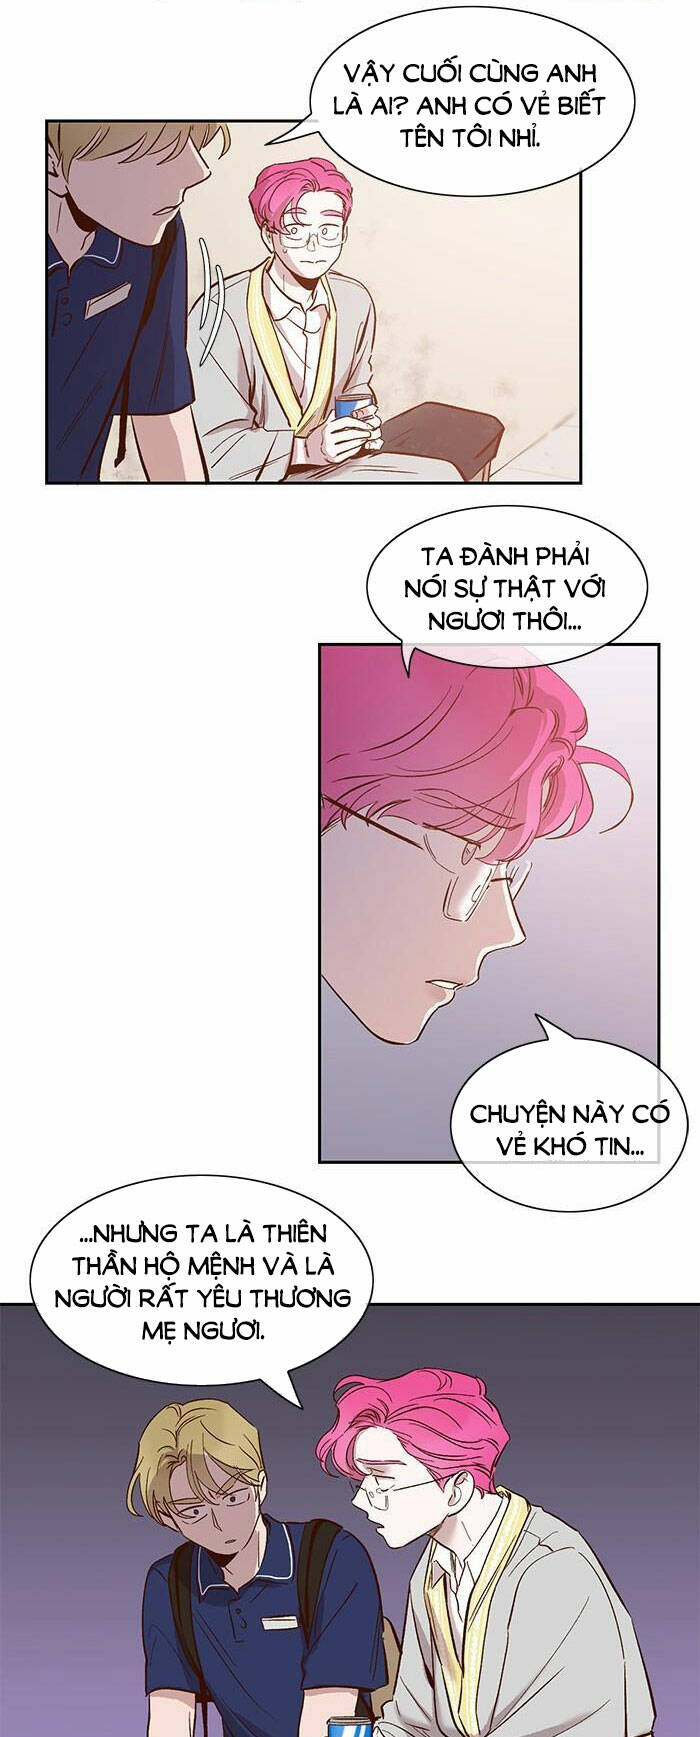 VẬY CUỐI CÙNG ANH
LÀ AI? ANH CÓ VẺ BIẾT
TÊN TÔI NHỈ.
TA ĐÀNH PHẢI
NÓI SỰ THẬT VỚI
NGƯƠI THÔI...
CHUYỆN NÀY CÓ
VẺ KHÓ TIN...
...NHƯNG TA LÀ THIÊN
THẦN HỘ MỆNH VÀ LÀ
NGƯỜI RẤT YÊU THƯƠNG
MẸ NGƯƠI.